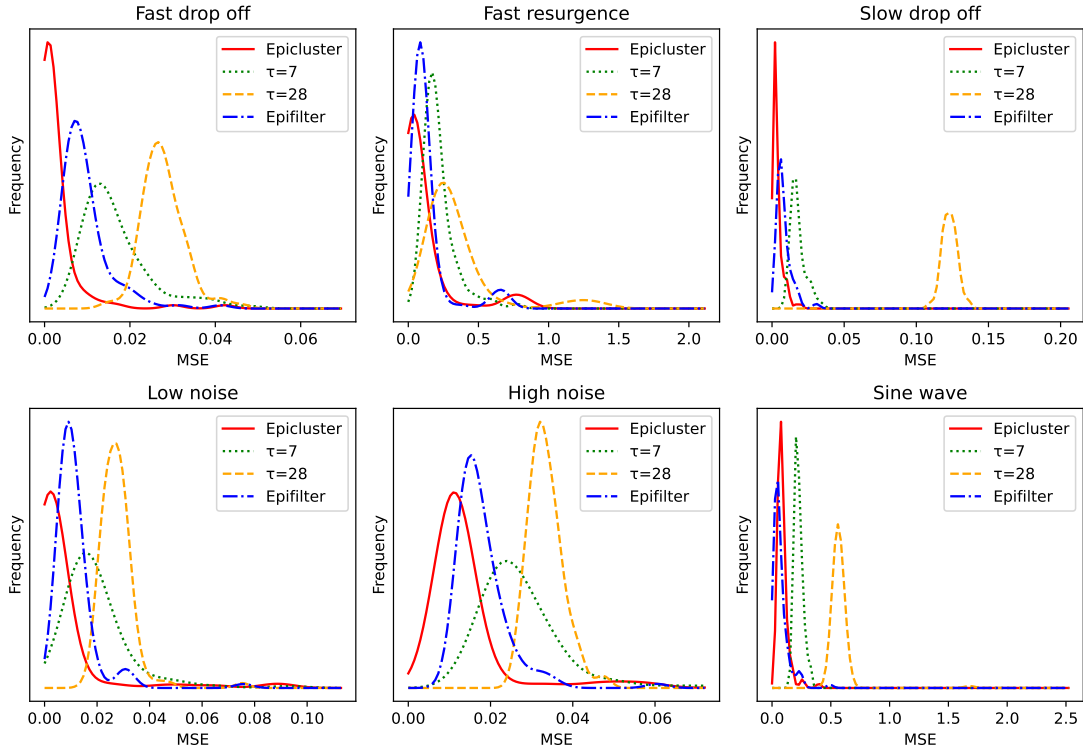 Fast drop off
Frequency
Epicluster
τ=7
τ=28
Epifilter
0.00 0.02 0.04 0.06
MSE
Fast resurgence
Frequency
Epicluster
τ=7
τ=28
Epifilter
0.0 0.5 1.0 1.5 2.0
MSE
Slow drop off
Frequency
Epicluster
τ=7
τ=28
Epifilter
0.00 0.05 0.10 0.15 0.20
MSE
Low noise
Frequency
Epicluster
τ=7
τ=28
Epifilter
0.00 0.02 0.04 0.06 0.08 0.10
MSE
High noise
Frequency
Epicluster
τ=7
τ=28
Epifilter
0.00 0.02 0.04 0.06
MSE
Sine wave
Frequency
Epicluster
τ=7
τ=28
Epifilter
0.0 0.5 1.0 1.5 2.0 2.5
MSE